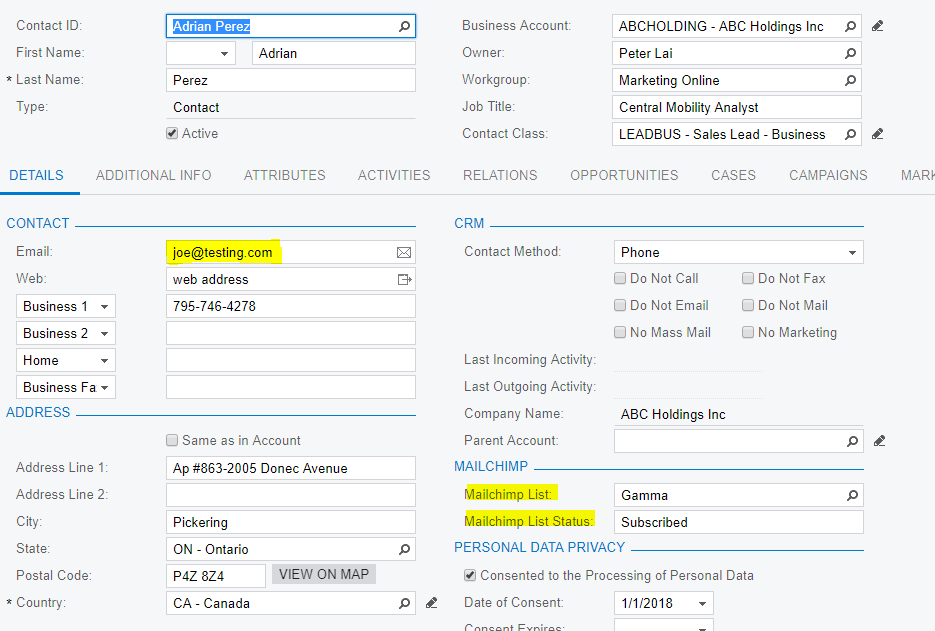 Contact ID: Adrian Perez Business Account: ABCHOLDING - ABC Holdings Inc
First Name: Adrian Owner: Peter Lai
* Last Name: Perez Workgroup: Marketing Online
Type: Contact Job Title: Central Mobility Analyst
Active Contact Class: LEADBUS - Sales Lead - Business
DETAILS ADDITIONAL INFO ATTRIBUTES ACTIVITIES RELATIONS OPPORTUNITIES CASES CAMPAIGNS MARK
CONTACT
Email: joe@testing.com
Web: web address
Business 1 795-746-4278
Business 2
Home
Business Fa
ADDRESS
Same as in Account
Address Line 1: Ap #863-2005 Donec Avenue
Address Line 2:
City: Pickering
State: ON - Ontario
Postal Code: P4Z 8Z4 VIEW ON MAP
* Country: CA - Canada
CRM
Contact Method: Phone
Do Not Call Do Not Fax
Do Not Email Do Not Mail
No Mass Mail No Marketing
Last Incoming Activity:
Last Outgoing Activity:
Company Name: ABC Holdings Inc
Parent Account:
MAILCHIMP
Mailchimp List: Gamma
Mailchimp List Status: Subscribed
PERSONAL DATA PRIVACY
Consented to the Processing of Personal Data
Date of Consent: 1/1/2018
Consent Expires: